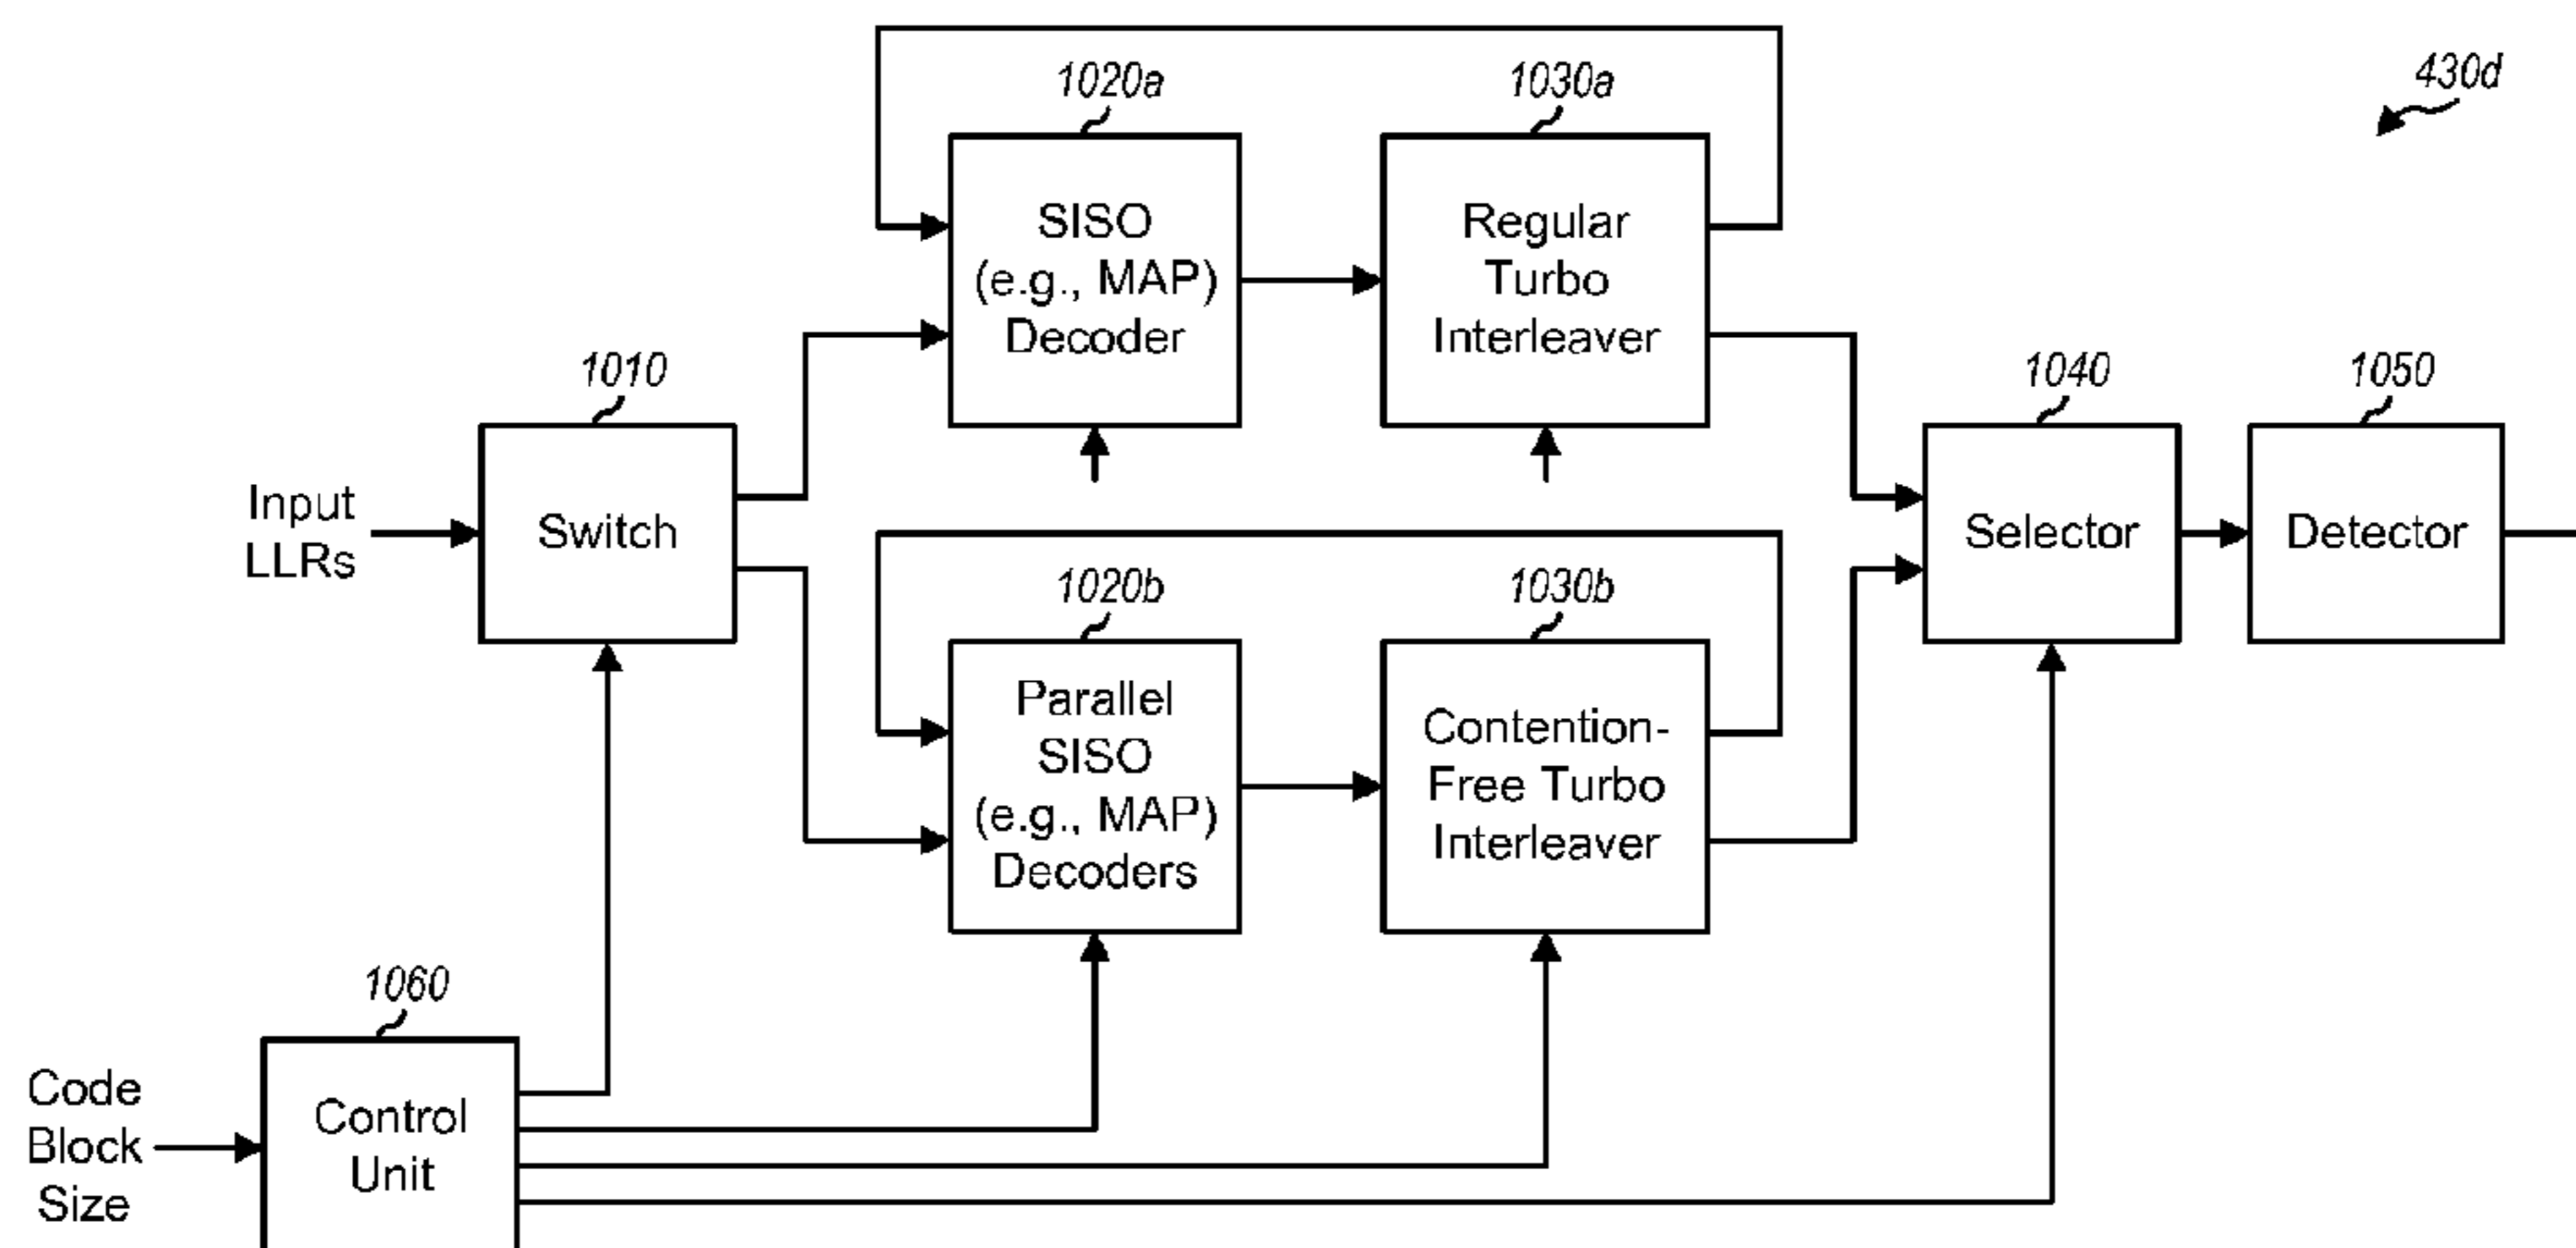 430d
1020a
1030a
SISO
(e.g., MAP)
Decoder
Regular
Turbo
Interleaver
1010
1040
1050
Input
LLRs
Switch
Selector
Detector
1020b
1030b
Parallel
SISO
(e.g., MAP)
Decoders
Contention-
Free Turbo
Interleaver
1060
Code
Block
Size
Control
Unit